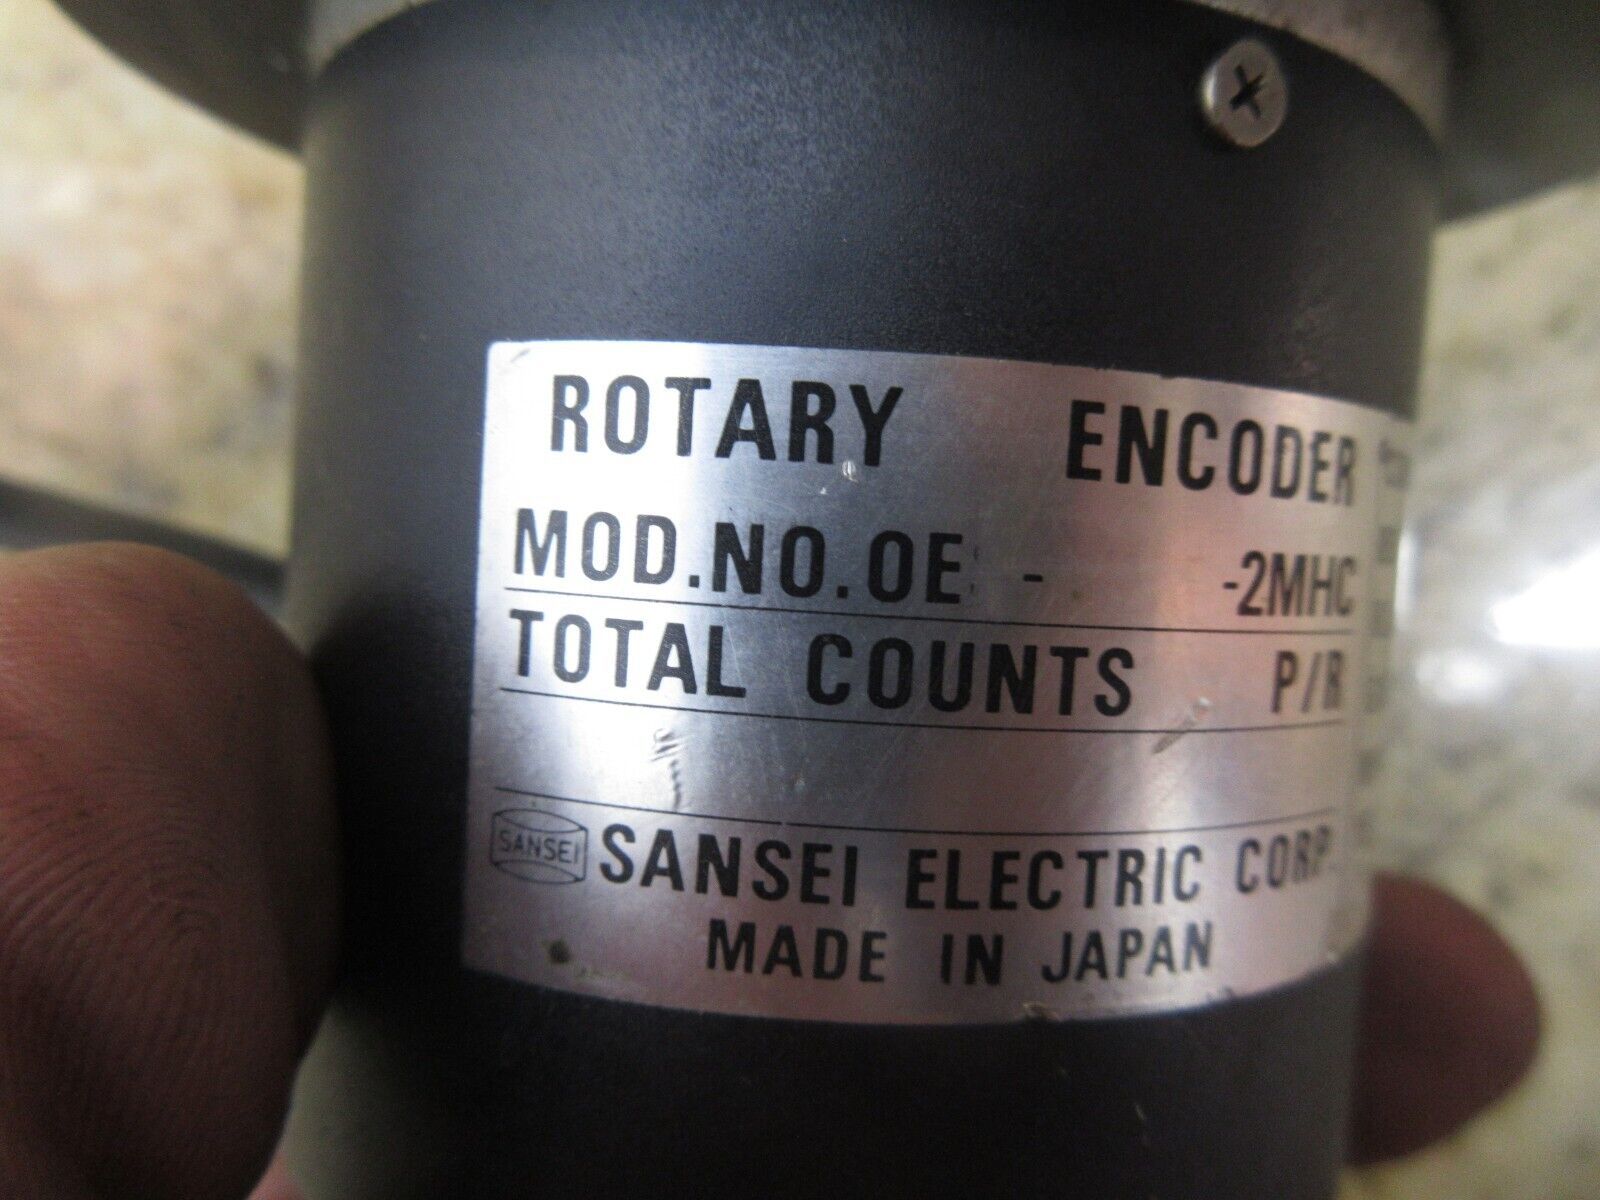 ROTARY ENCODER
MOD.NO.OE - -2MHC
TOTAL COUNTS P/R
SANSEI SANSEI ELECTRIC CORP.
MADE IN JAPAN